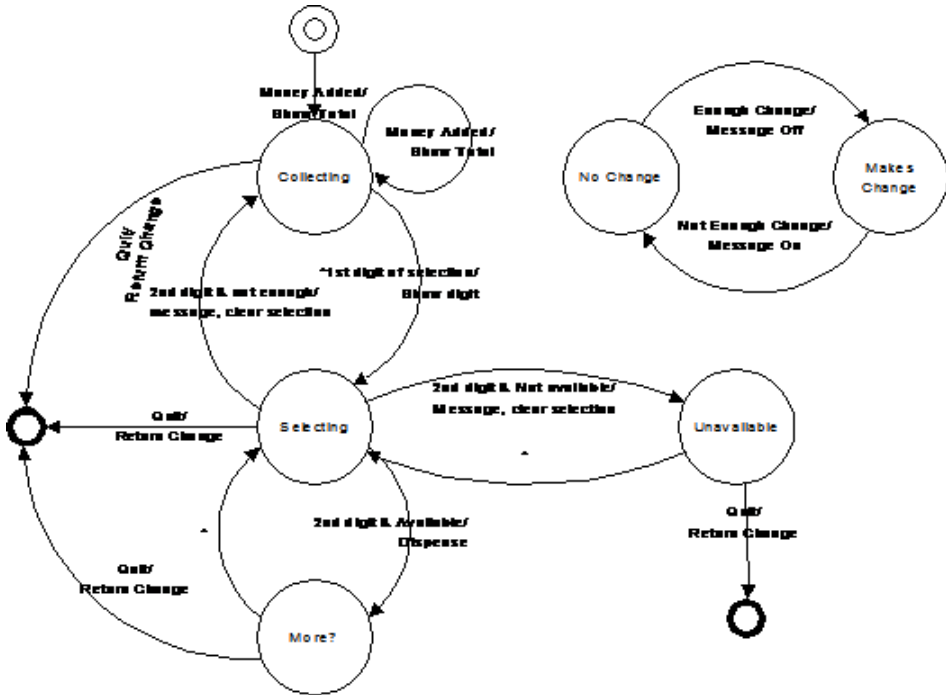 Money Added/
Show Total
Money Added/
Show Total
Collecting
Enough Change/
Message Off
No Change
Makes
Change
Not Enough Change/
Message On
Quit/
Return Change
^1st digit of selection/
Show digit
2nd digit & not enough/
message, clear selection
2nd digit & Not available/
Message, clear selection
Quit/
Return Change
Selecting
Unavailable
^
^
2nd digit & Available/
Dispense
Quit/
Return Change
Quit/
Return Change
More?